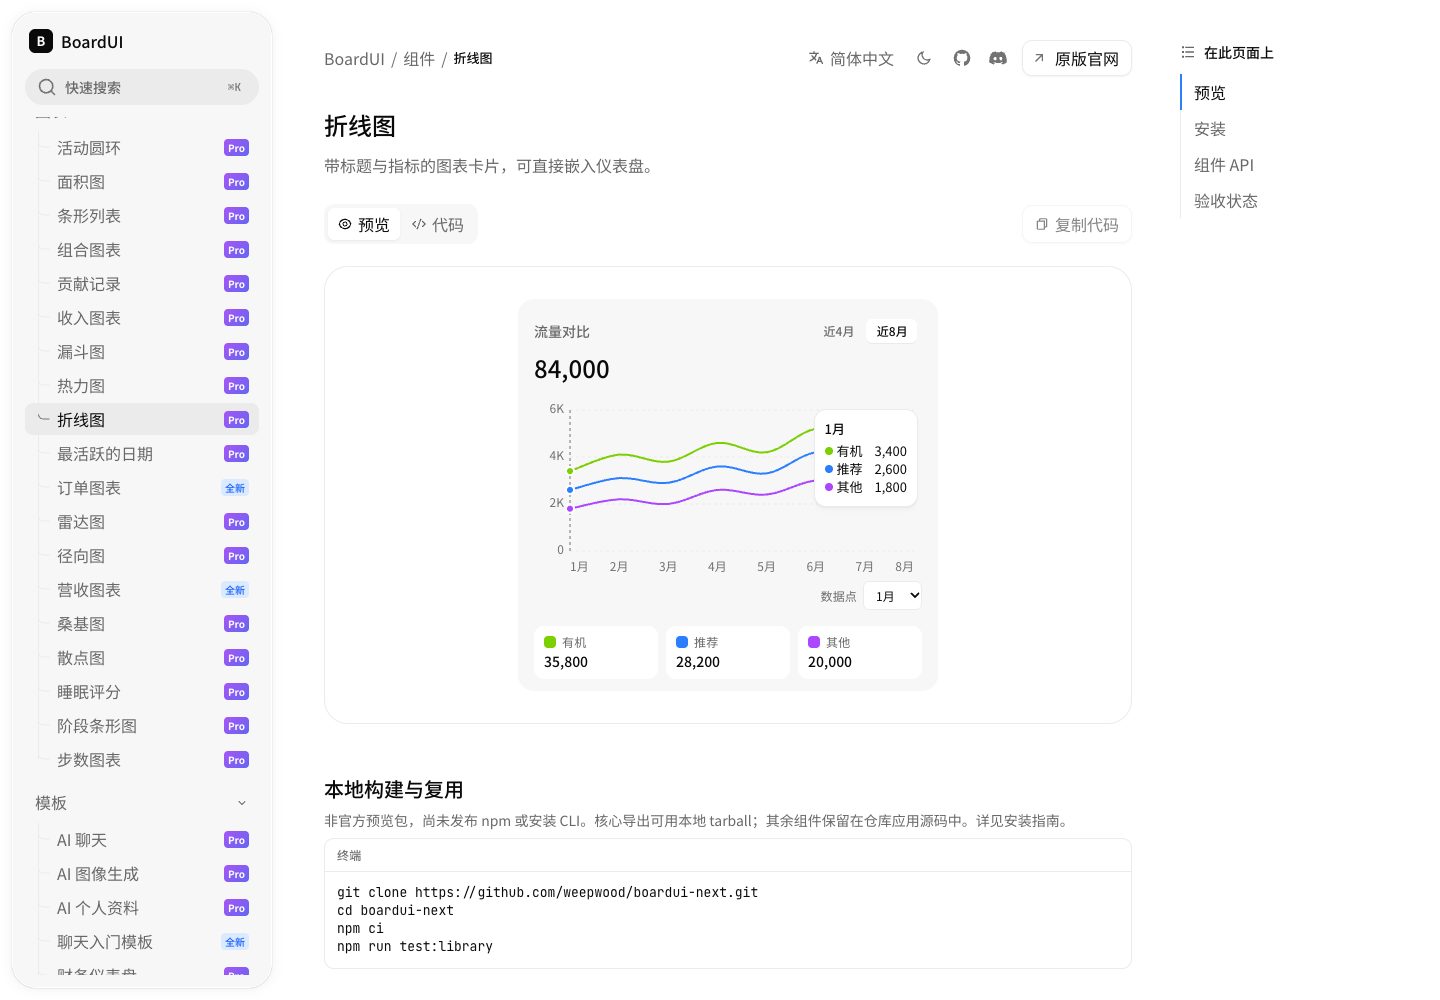 BoardUI
快速搜索 ⌘K
活动圆环 Pro
面积图 Pro
条形列表 Pro
组合图表 Pro
贡献记录 Pro
收入图表 Pro
漏斗图 Pro
热力图 Pro
折线图 Pro
最活跃的日期 Pro
订单图表 全新
雷达图 Pro
径向图 Pro
营收图表 全新
桑基图 Pro
散点图 Pro
睡眠评分 Pro
阶段条形图 Pro
步数图表 Pro
模板
AI 聊天 Pro
AI 图像生成 Pro
AI 个人资料 Pro
聊天入门模板 全新
财务仪表盘 Pro
BoardUI / 组件 / 折线图
简体中文
原版官网
折线图
带标题与指标的图表卡片，可直接嵌入仪表盘。
预览 代码
复制代码
流量对比
近4月 近8月
84,000
6K
4K
2K
0
1月
有机 3,400
推荐 2,600
其他 1,800
1月 2月 3月 4月 5月 6月 7月 8月
数据点 1月
有机
35,800
推荐
28,200
其他
20,000
本地构建与复用
非官方预览包，尚未发布 npm 或安装 CLI。核心导出可用本地 tarball；其余组件保留在仓库应用源码中。详见安装指南。
终端
git clone https://github.com/weepwood/boardui-next.git
cd boardui-next
npm ci
npm run test:library
在此页面上
预览
安装
组件 API
验收状态